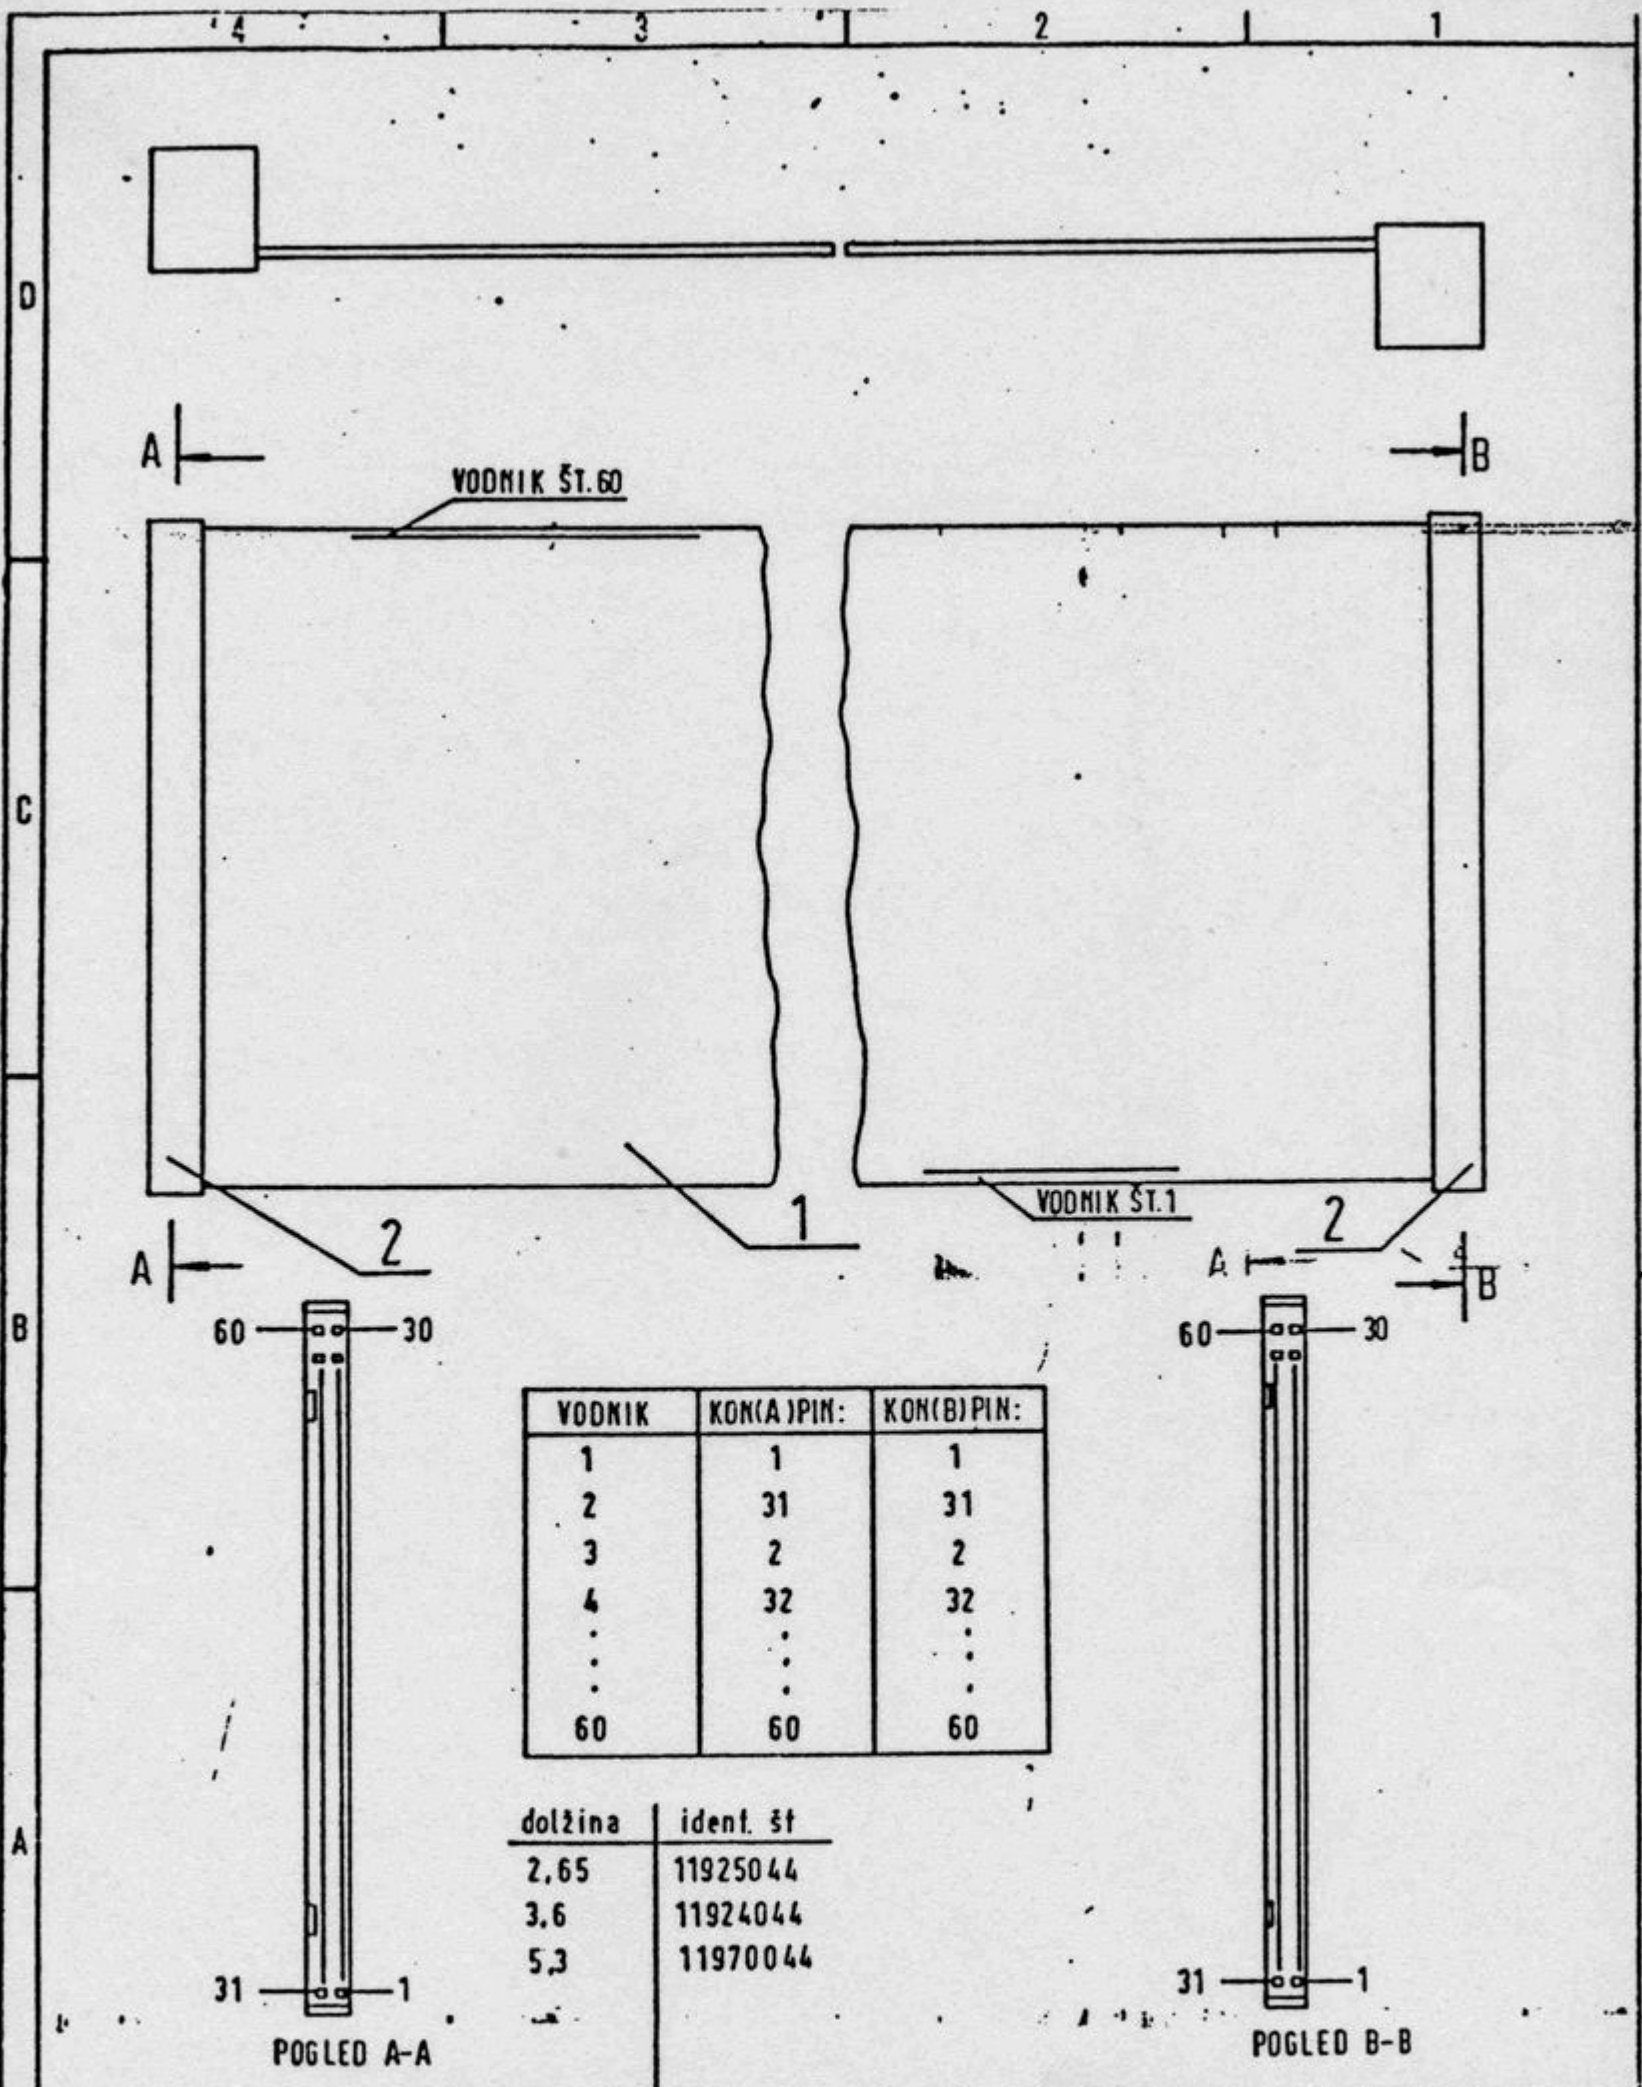 4 3 2 1
D
A B
VODNIK ŠT.60
C
VODNIK ŠT.1
2 1 2
A A B
B
60 30 60 30
VODNIK KON(A)PIN: KON(B)PIN:
1 1 1
2 31 31
3 2 2
4 32 32
. . .
. . .
. . .
60 60 60
A
dolžina ident. št
2,65 11925044
3.6 11924044
5,3 11970044
31 1 31 1
POGLED A-A POGLED B-B